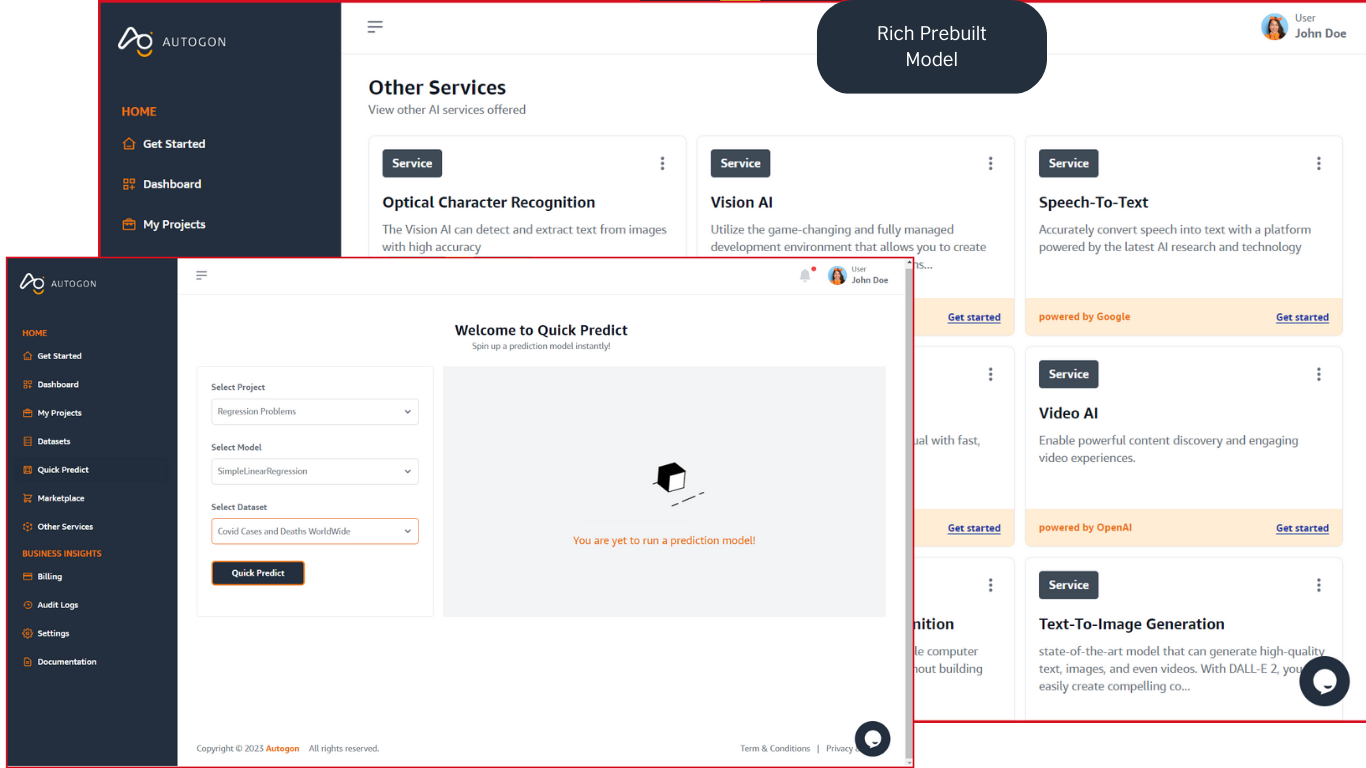 Rich Prebuilt
Model
AUTOGON
User
John Doe
HOME
Get Started
Dashboard
My Projects
Other Services
View other AI services offered
Service
Optical Character Recognition
The Vision AI can detect and extract text from images
with high accuracy
Service
Vision AI
Utilize the game-changing and fully managed
development environment that allows you to create
ns...
Get started
Service
Speech-To-Text
Accurately convert speech into text with a platform
powered by the latest AI research and technology
powered by Google
Get started
ual with fast,
Get started
Service
Video AI
Enable powerful content discovery and engaging
video experiences.
powered by OpenAI
Get started
nition
le computer
out building
Service
Text-To-Image Generation
state-of-the-art model that can generate high-quality
text, images, and even videos. With DALL-E 2, you
easily create compelling co...
AUTOGON
User
John Doe
HOME
Get Started
Dashboard
My Projects
Datasets
Quick Predict
Marketplace
Other Services
BUSINESS INSIGHTS
Billing
Audit Logs
Settings
Documentation
Welcome to Quick Predict
Spin up a prediction model instantly!
Select Project
Regression Problems
Select Model
SimpleLinearRegression
Select Dataset
Covid Cases and Deaths WorldWide
Quick Predict
You are yet to run a prediction model!
Copyright © 2023 Autogon All rights reserved.
Term & Conditions | Privacy